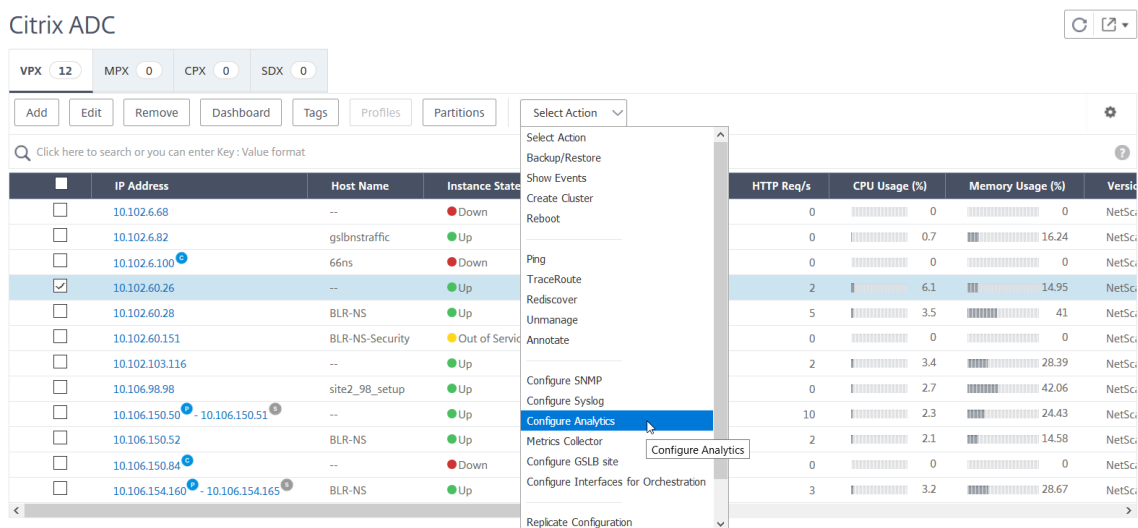 Citrix ADC
VPX 12 MPX 0 CPX 0 SDX 0
Add Edit Remove Dashboard Tags Profiles Partitions Select Action
Click here to search or you can enter Key : Value format
Select Action
Backup/Restore
Show Events
Create Cluster
Reboot
Ping
TraceRoute
Rediscover
Unmanage
Annotate
Configure SNMP
Configure Syslog
Configure Analytics
Metrics Collector
Configure GSLB site
Configure Interfaces for Orchestration
Replicate Configuration
Configure Analytics
IP Address Host Name Instance State HTTP Req/s CPU Usage (%) Memory Usage (%) Versio
10.102.6.68 -- Down 0 0 0 NetSca
10.102.6.82 gslbnstraffic Up 0 0.7 16.24 NetSca
10.102.6.100 C 66ns Down 0 0 0 NetSca
10.102.60.26 -- Up 2 6.1 14.95 NetSca
10.102.60.28 BLR-NS Up 5 3.5 41 NetSca
10.102.60.151 BLR-NS-Security Out of Servic 0 0 0 NetSca
10.102.103.116 -- Up 2 3.4 28.39 NetSca
10.106.98.98 site2_98_setup Up 0 2.7 42.06 NetSca
10.106.150.50 P - 10.106.150.51 S -- Up 10 2.3 24.43 NetSca
10.106.150.52 BLR-NS Up 2 2.1 14.58 NetSca
10.106.150.84 C -- Down 0 0 0 NetSca
10.106.154.160 P - 10.106.154.165 S BLR-NS Up 3 3.2 28.67 NetSca